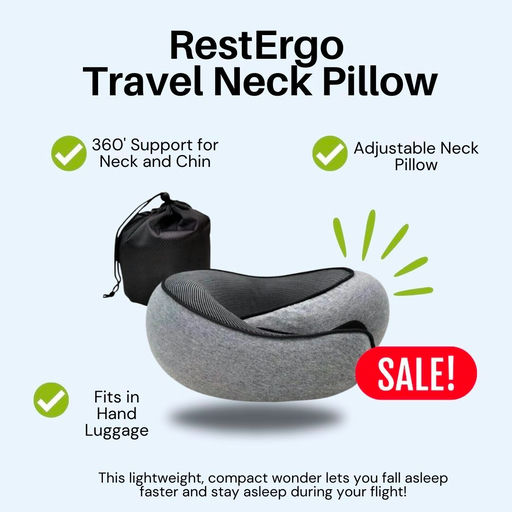 RestErgo
Travel Neck Pillow
360' Support for
Neck and Chin
Adjustable Neck
Pillow
SALE!
Fits in
Hand
Luggage
This lightweight, compact wonder lets you fall asleep
faster and stay asleep during your flight!